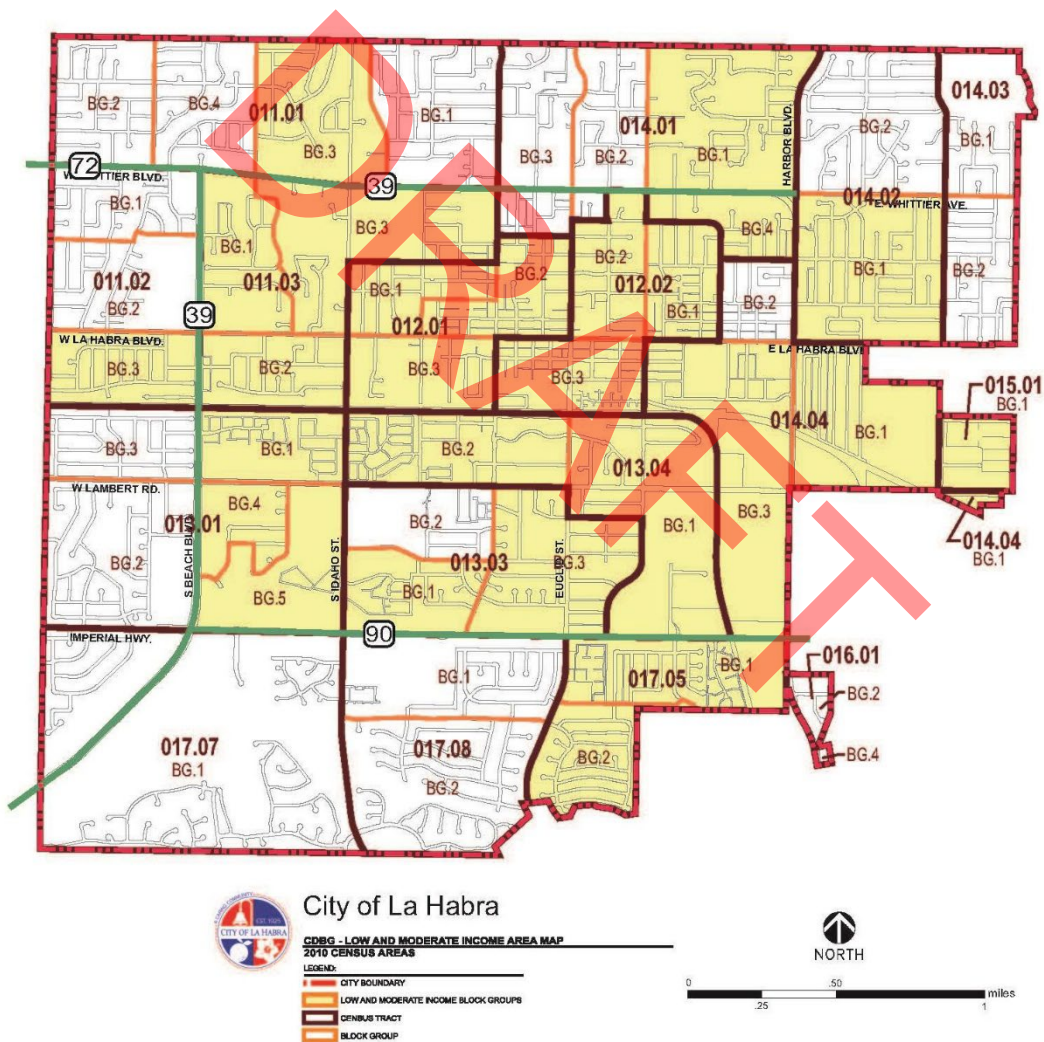 BG.2
BG.4
011.01
BG.3
BG.1
BG.3
014.01
BG.2
BG.1
HARBOR BLVD.
BG.2
014.03
BG.1
72
39
014.02
E. WHITTIER AVE.
BG.1
BG.1
BG.3
BG.4
BG.2
BG.2
BG.1
BG.2
011.02
BG.2
011.03
BG.1
012.02
BG.1
BG.2
39
012.01
W LA HABRA BLVD.
BG.3
BG.2
BG.3
BG.3
014.04
BG.1
015.01
BG.1
BG.3
BG.1
BG.2
013.04
W LAMBERT RD.
BG.4
BG.2
BG.1
BG.3
014.04
BG.1
BG.2
S BEACH BLVD.
S IDAHO ST.
013.03
EUCLID ST.
BG.3
BG.5
BG.1
IMPERIAL HWY.
90
BG.1
017.05
BG.1
016.01
BG.2
BG.4
017.07
BG.1
017.08
BG.2
BG.2
DRAFT
City of La Habra
CITY OF LA HABRA
CDBG - LOW AND MODERATE INCOME AREA MAP
2010 CENSUS AREAS
LEGEND:
CITY BOUNDARY
LOW AND MODERATE INCOME BLOCK GROUPS
CENSUS TRACT
BLOCK GROUP
NORTH
0
.50
miles
.25
1